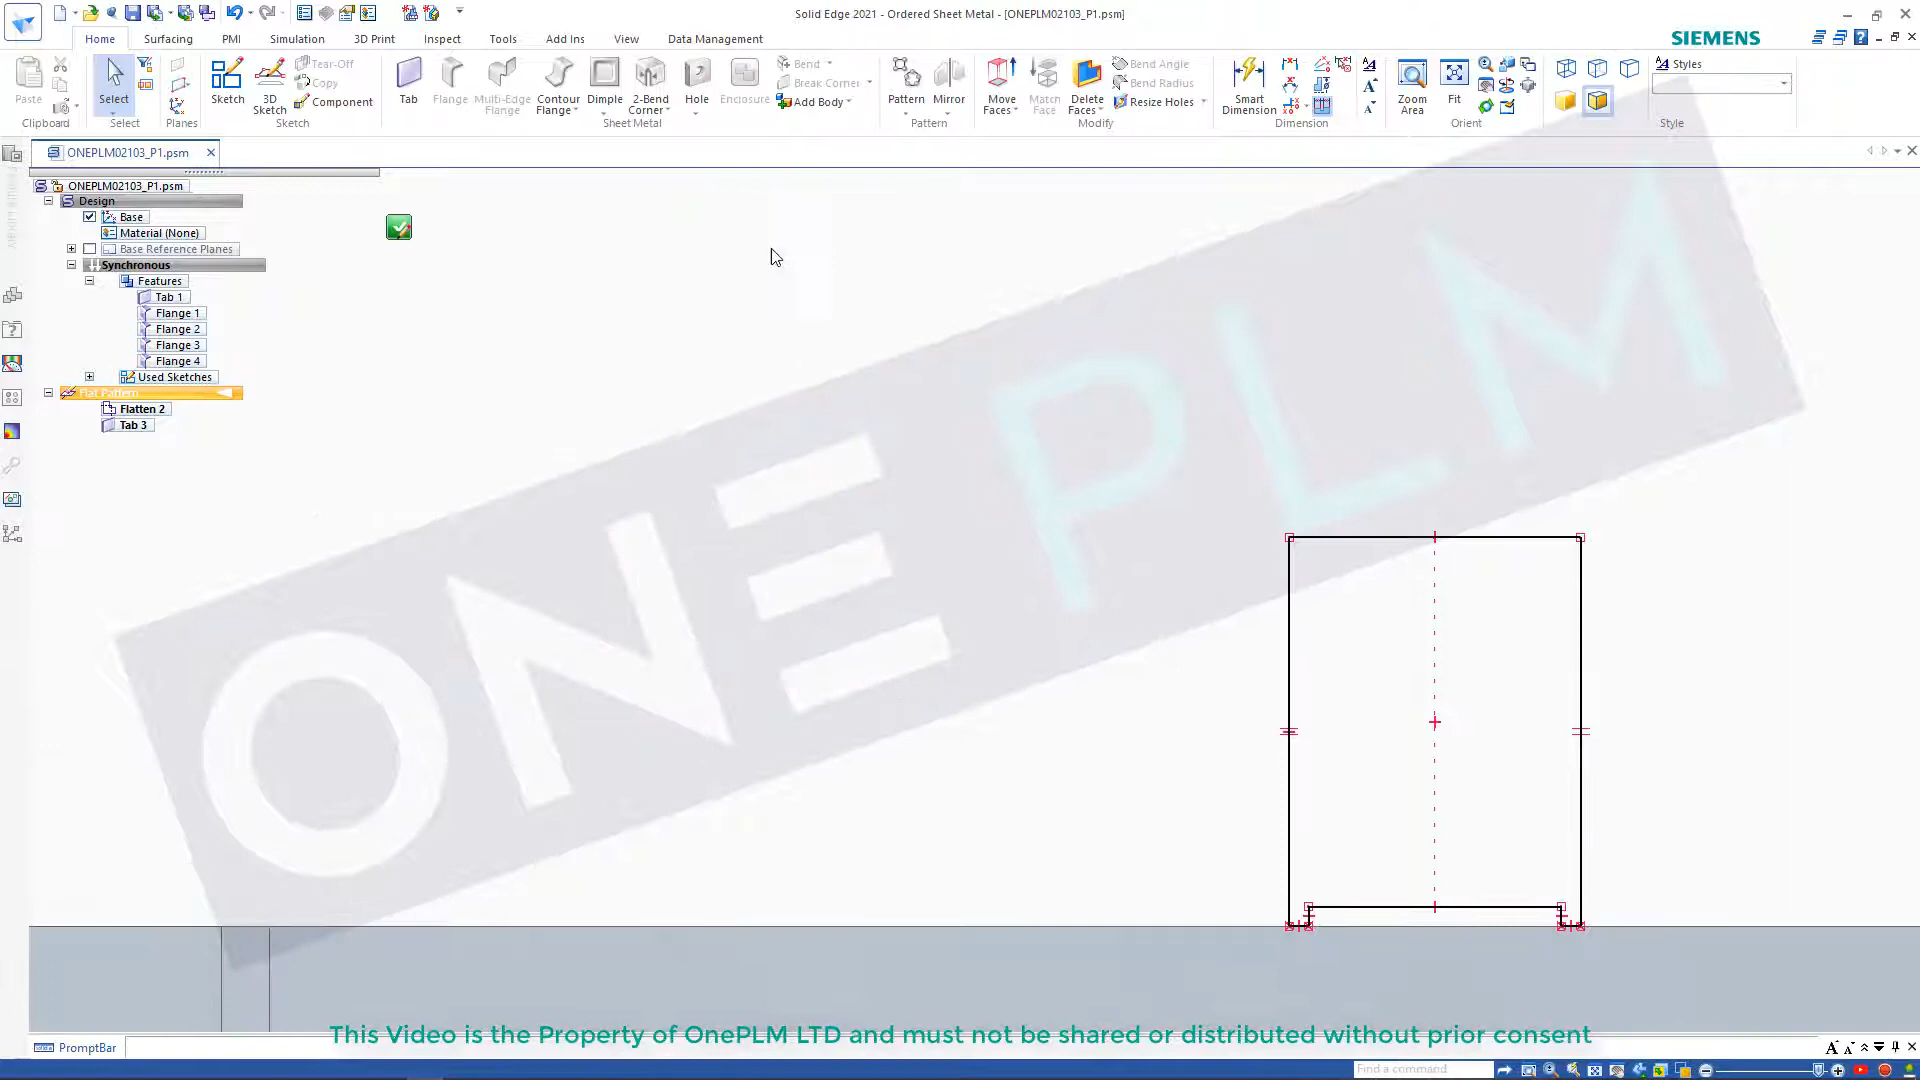 Solid Edge 2021 - Ordered Sheet Metal - [ONEPLM02103_P1.psm]
Home Surfacing PMI Simulation 3D Print Inspect Tools Add Ins View Data Management
SIEMENS
Paste
Clipboard
Select
Select
Planes
Sketch
3D Sketch
Tear-Off
Copy
Component
Sketch
Tab
Flange
Multi-Edge Flange
Contour Flange
Dimple
2-Bend Corner
Hole
Enclosure
Bend
Break Corner
Add Body
Sheet Metal
Pattern
Mirror
Pattern
Move Faces
Match Face
Delete Faces
Bend Angle
Bend Radius
Resize Holes
Modify
Smart Dimension
Dimension
Zoom Area
Fit
Orient
Styles
Style
ONEPLM02103_P1.psm
ONEPLM02103_P1.psm
Design
Base
Material (None)
Base Reference Planes
Synchronous
Features
Tab 1
Flange 1
Flange 2
Flange 3
Flange 4
Used Sketches
Flat Pattern
Flatten 2
Tab 3
ONE PLM
This Video is the Property of OnePLM LTD and must not be shared or distributed without prior consent
PromptBar
Find a command